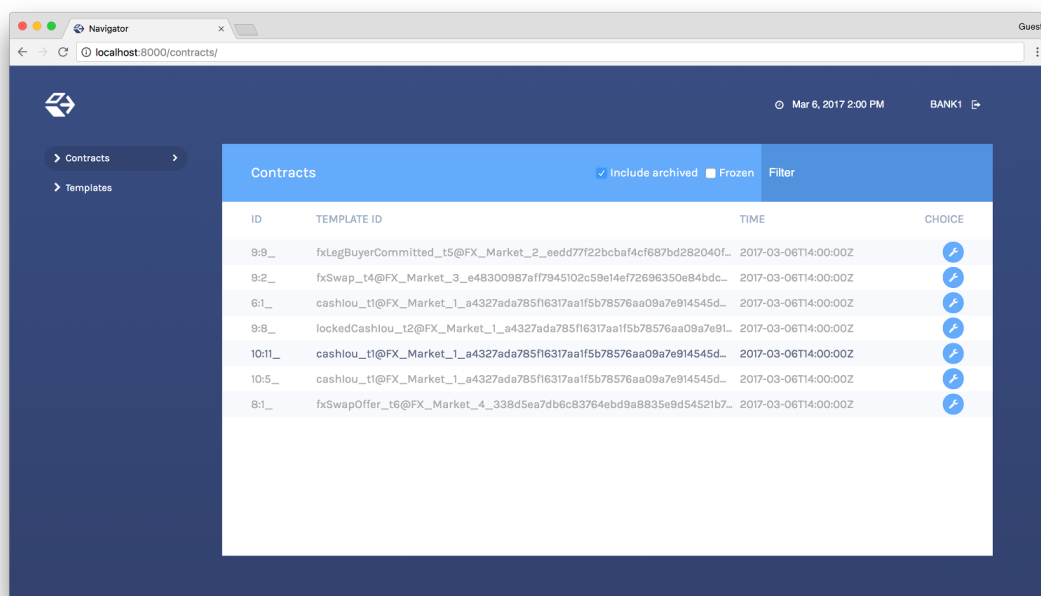 Navigator
Guest
localhost:8000/contracts/
Mar 6, 2017 2:00 PM BANK1
Contracts
Templates
Contracts Include archived Frozen Filter
ID TEMPLATE ID TIME CHOICE
9:9_ fxLegBuyerCommitted_t5@FX_Market_2_eedd77f22bcbaf4cf687bd282040f... 2017-03-06T14:00:00Z
9:2_ fxSwap_t4@FX_Market_3_e48300987aff7945102c59e14ef72696350e84bdc... 2017-03-06T14:00:00Z
6:1_ cashIou_t1@FX_Market_1_a4327ada785f16317aa1f5b78576aa09a7e914545d... 2017-03-06T14:00:00Z
9:8_ lockedCashIou_t2@FX_Market_1_a4327ada785f16317aa1f5b78576aa09a7e91... 2017-03-06T14:00:00Z
10:11_ cashIou_t1@FX_Market_1_a4327ada785f16317aa1f5b78576aa09a7e914545d... 2017-03-06T14:00:00Z
10:5_ cashIou_t1@FX_Market_1_a4327ada785f16317aa1f5b78576aa09a7e914545d... 2017-03-06T14:00:00Z
8:1_ fxSwapOffer_t6@FX_Market_4_338d5ea7db6c83764ebd9a8835e9d54521b7... 2017-03-06T14:00:00Z